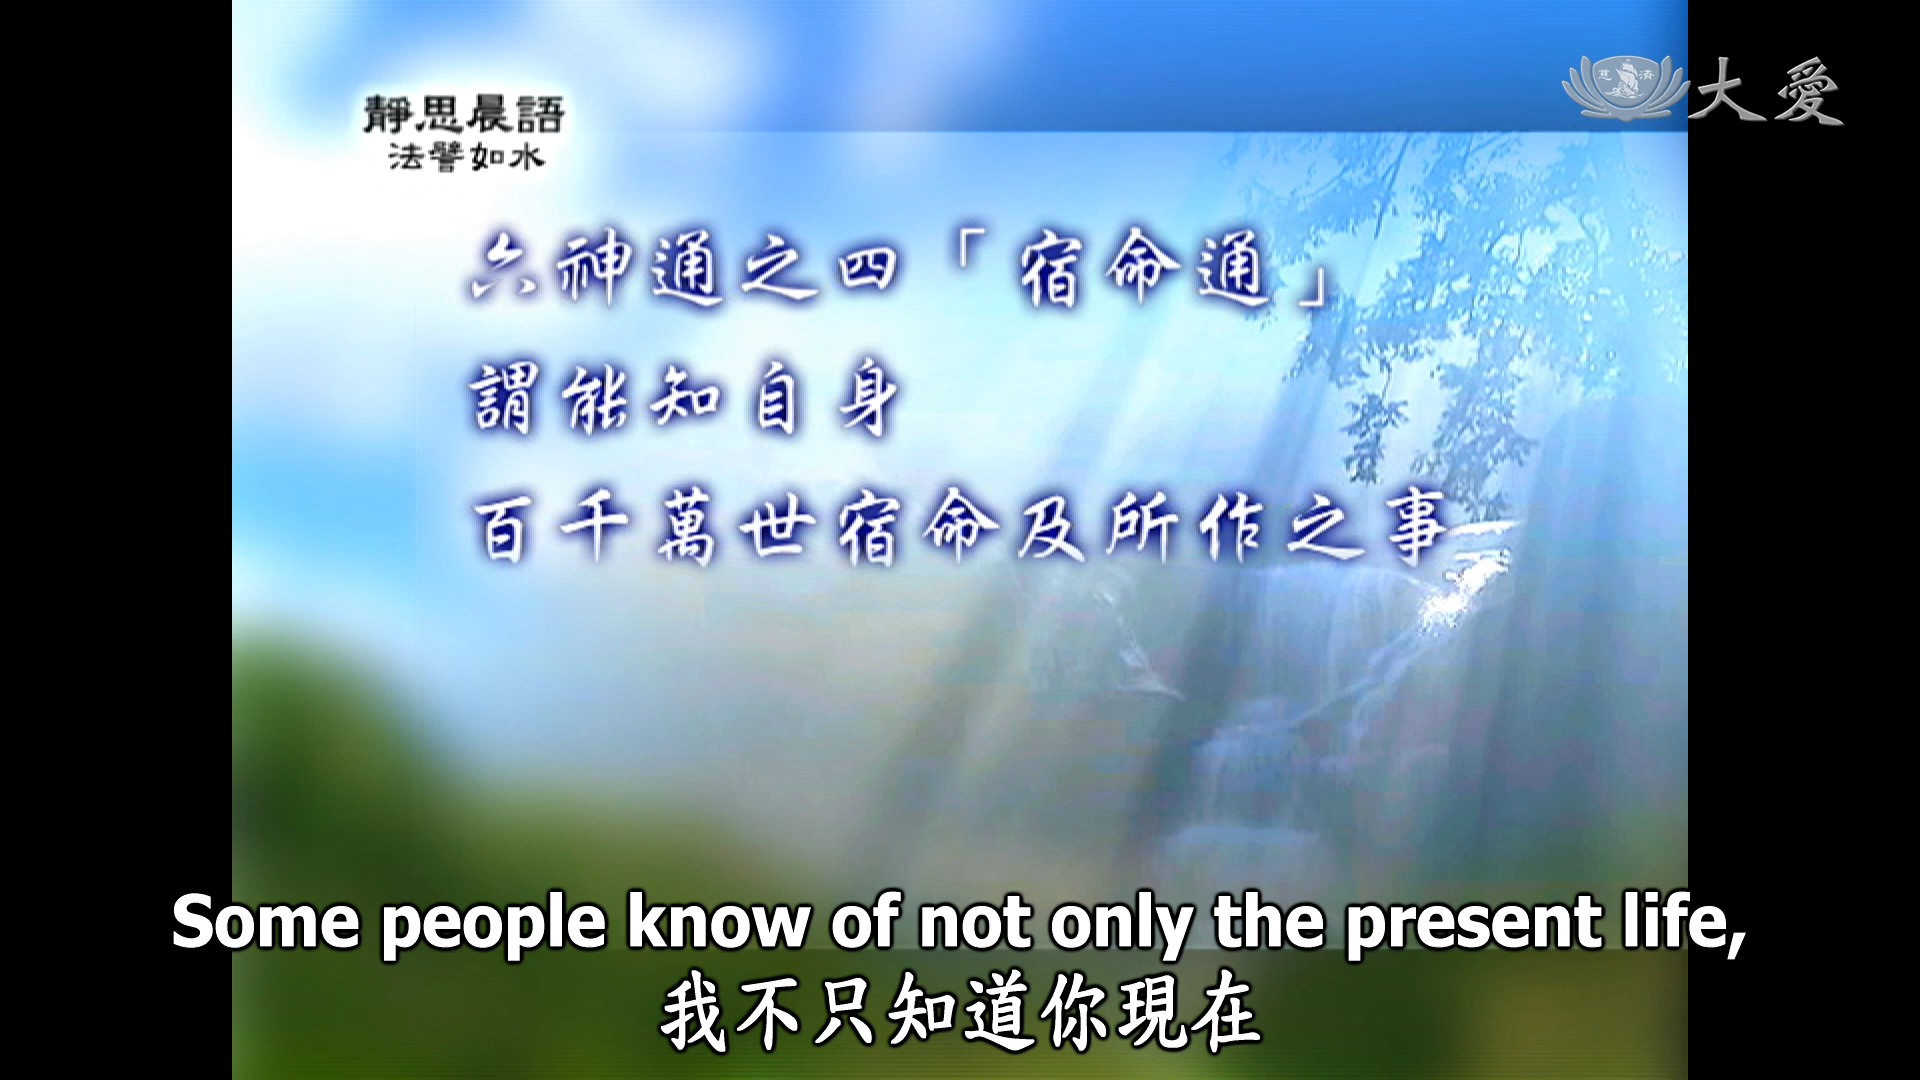 靜思晨語
法譬如水
慈濟
大愛
六神通之四「宿命通」
謂能知自身
百千萬世宿命及所作之事
Some people know of not only the present life,
我不只知道你現在